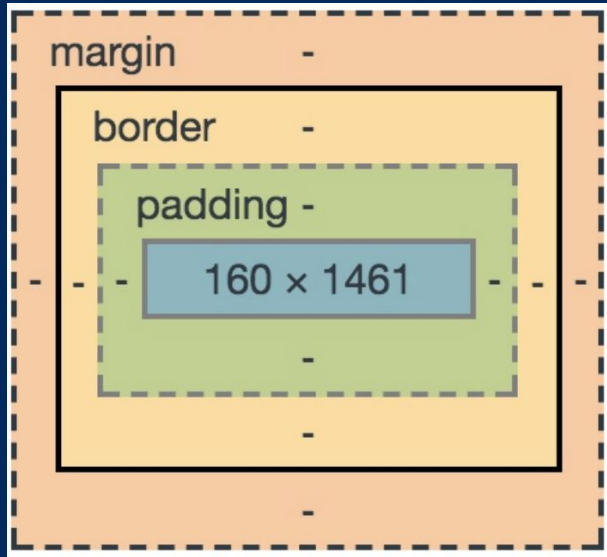 margin -
border -
padding -
- - - 160 × 1461 - - -
-
-
-